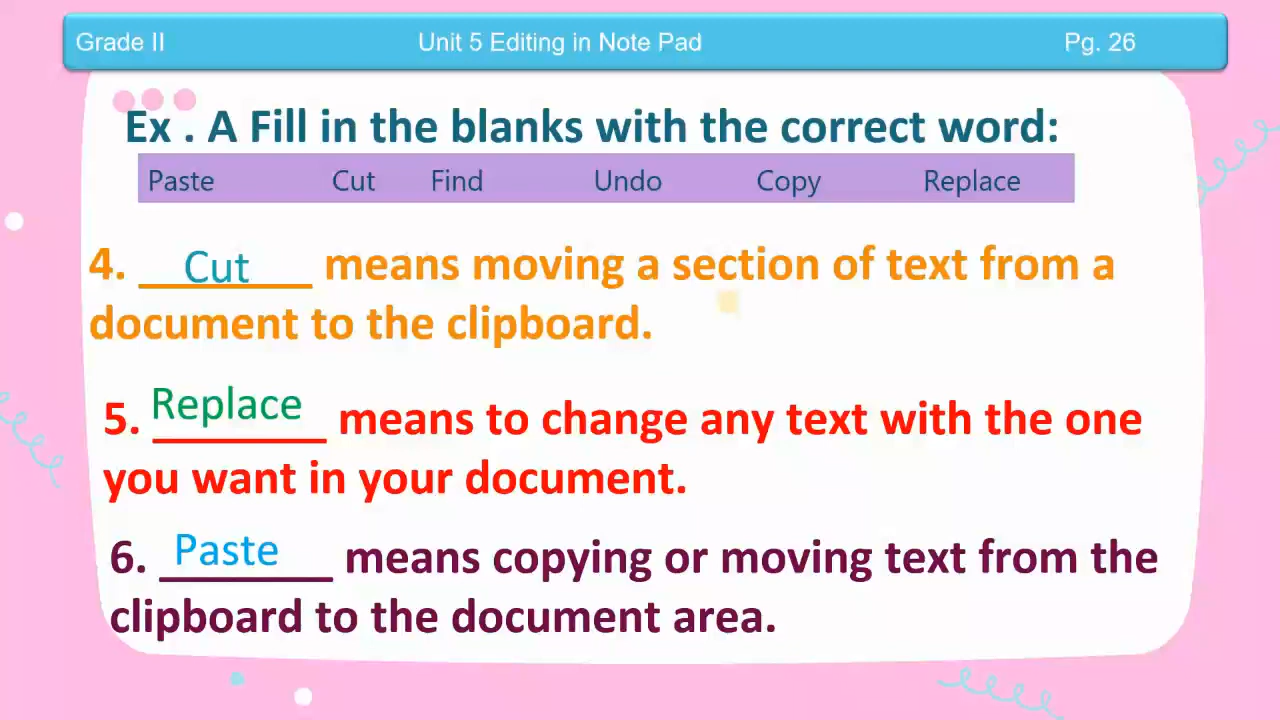 Grade II Unit 5 Editing in Note Pad Pg. 26
Ex . A Fill in the blanks with the correct word:
Paste Cut Find Undo Copy Replace
4. Cut means moving a section of text from a
document to the clipboard.
5. Replace means to change any text with the one
you want in your document.
6. Paste means copying or moving text from the
clipboard to the document area.